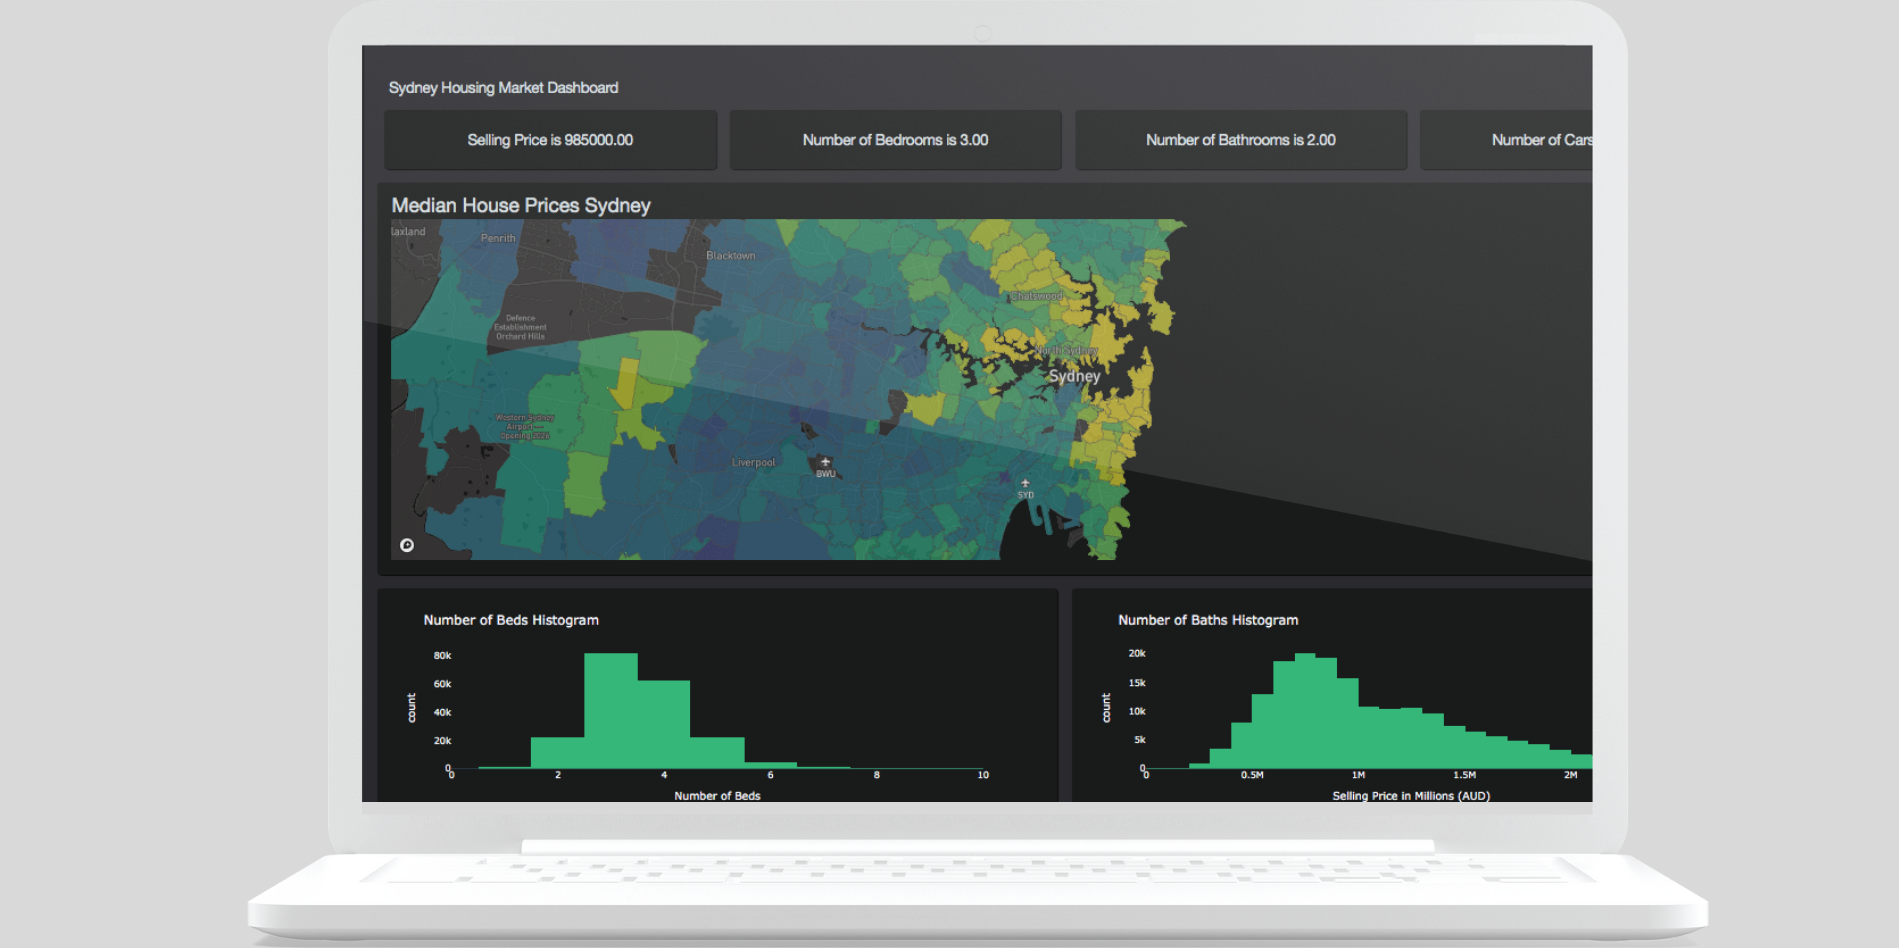 Sydney Housing Market Dashboard
Selling Price is 985000.00
Number of Bedrooms is 3.00
Number of Bathrooms is 2.00
Number of Cars
Median House Prices Sydney
laxland
Penrith
Blacktown
Chatswood
Defence
Establishment
Orchard Hills
North Sydney
Sydney
Western Sydney
Airport —
Opening 2026
Liverpool
BWU
SYD
Number of Beds Histogram
80k
60k
40k
20k
0
count
0
2
4
6
8
10
Number of Beds
Number of Baths Histogram
20k
15k
10k
5k
0
count
0
0.5M
1M
1.5M
2M
Selling Price in Millions (AUD)